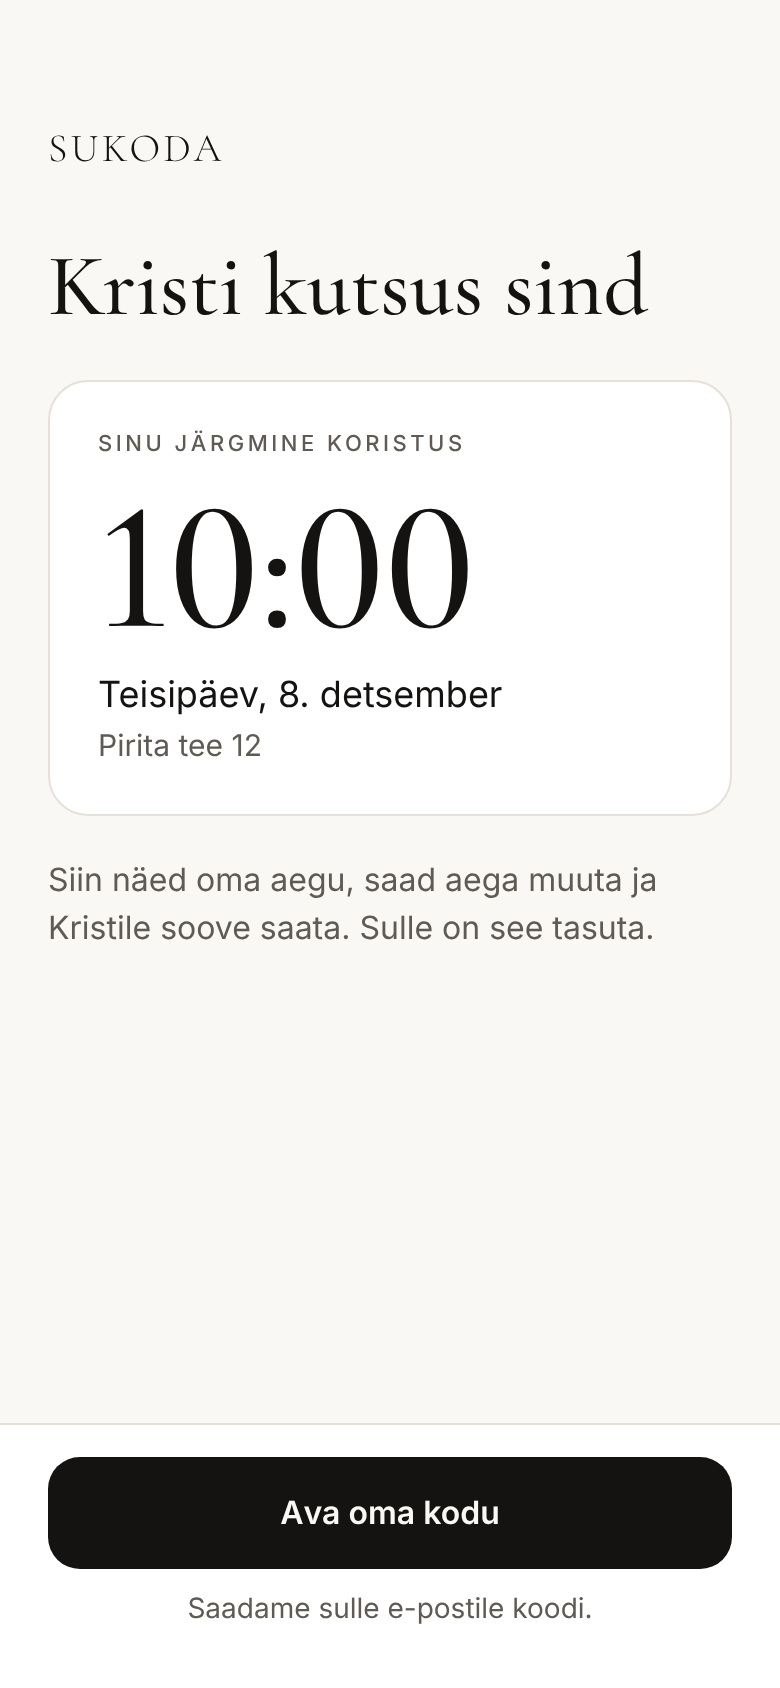 SUKODA
Kristi kutsus sind
SINU JÄRGMINE KORISTUS
10:00
Teisipäev, 8. detsember
Pirita tee 12
Siin näed oma aegu, saad aega muuta ja
Kristile soove saata. Sulle on see tasuta.
Ava oma kodu
Saadame sulle e-postile koodi.